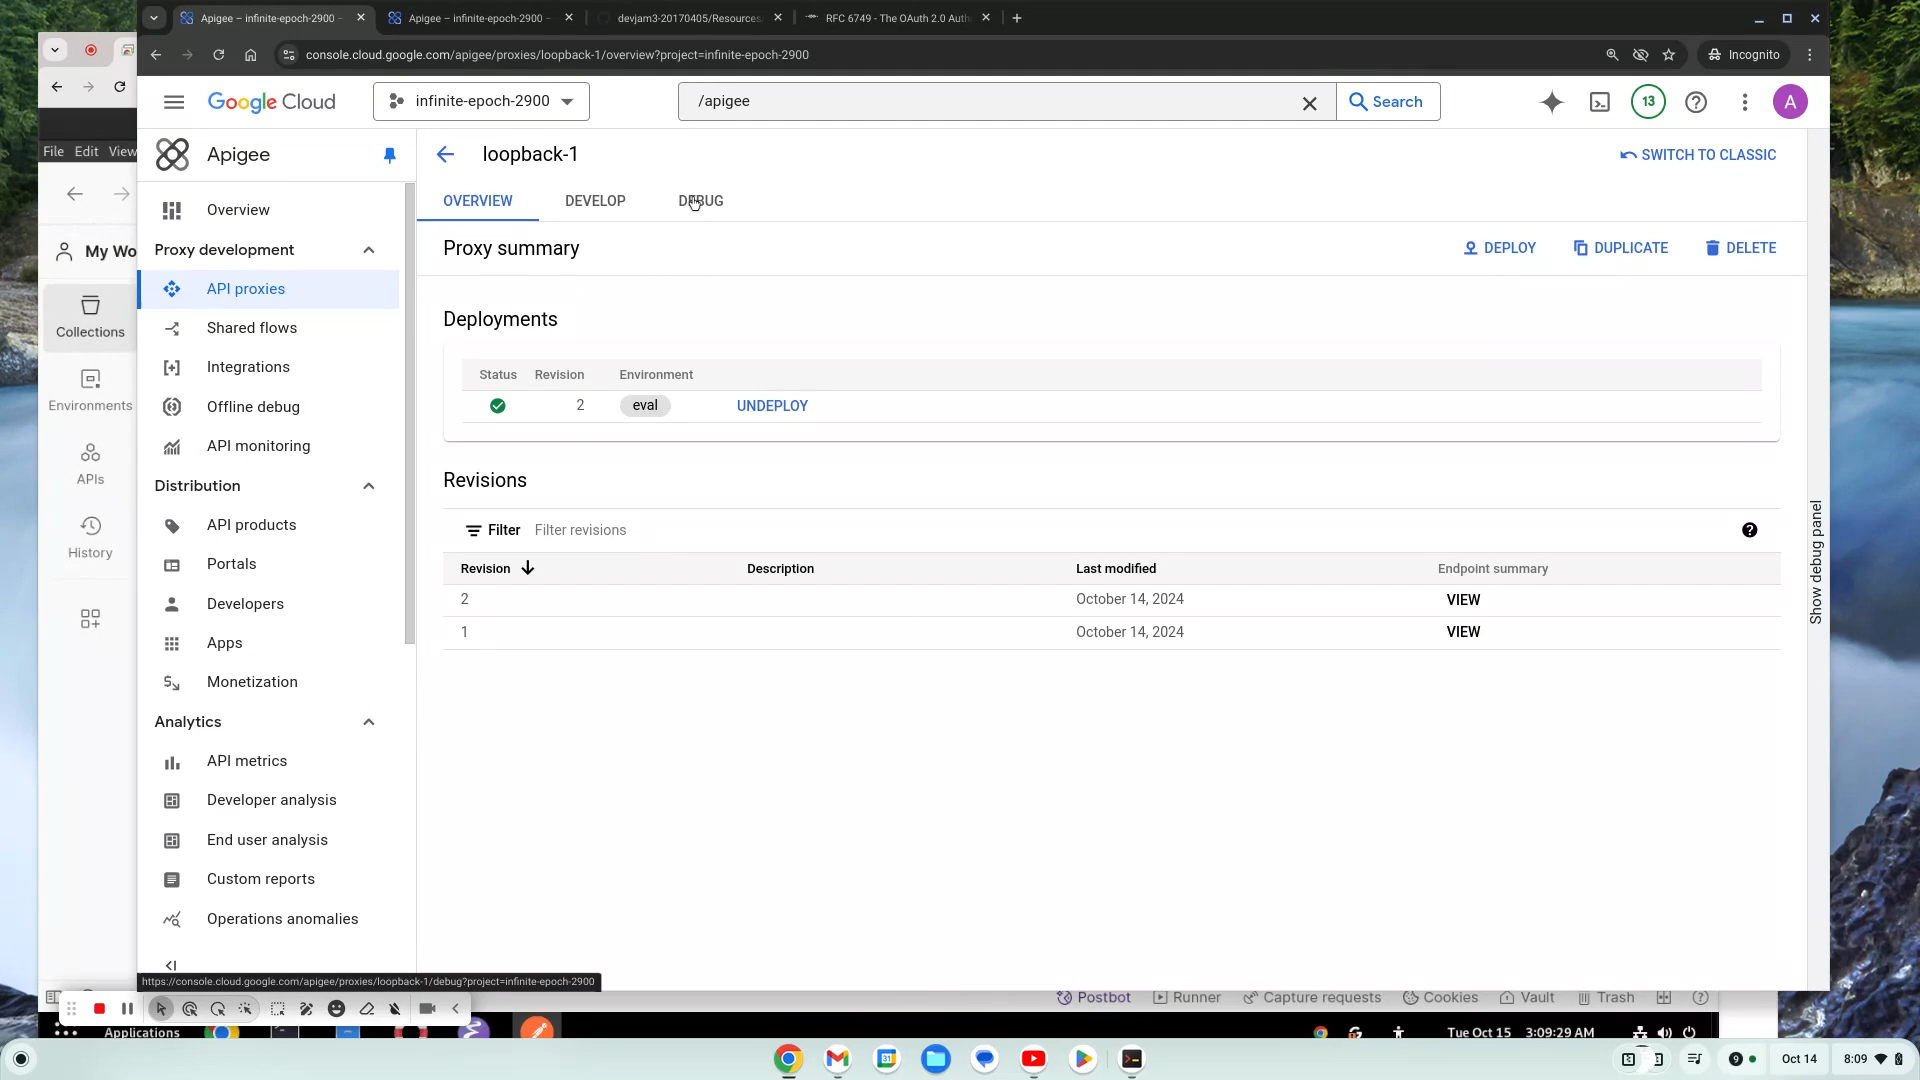 Apigee – infinite-epoch-2900 –
Apigee – infinite-epoch-2900 –
devjam3-20170405/Resources
RFC 6749 - The OAuth 2.0 Auth
console.cloud.google.com/apigee/proxies/loopback-1/overview?project=infinite-epoch-2900
Incognito
Google Cloud
infinite-epoch-2900
/apigee
Search
13
A
File Edit View
My Wo
Collections
Environments
APIs
History
Apigee
Overview
Proxy development
API proxies
Shared flows
Integrations
Offline debug
API monitoring
Distribution
API products
Portals
Developers
Apps
Monetization
Analytics
API metrics
Developer analysis
End user analysis
Custom reports
Operations anomalies
loopback-1
SWITCH TO CLASSIC
OVERVIEW DEVELOP DEBUG
Proxy summary
DEPLOY DUPLICATE DELETE
Deployments
Status Revision Environment
2 eval UNDEPLOY
Revisions
Filter Filter revisions
Revision Description Last modified Endpoint summary
2 October 14, 2024 VIEW
1 October 14, 2024 VIEW
Show debug panel
https://console.cloud.google.com/apigee/proxies/loopback-1/debug?project=infinite-epoch-2900
Postbot Runner Capture requests Cookies Vault Trash
Applications
Tue Oct 15 3:09:29 AM
31
9
Oct 14
8:09